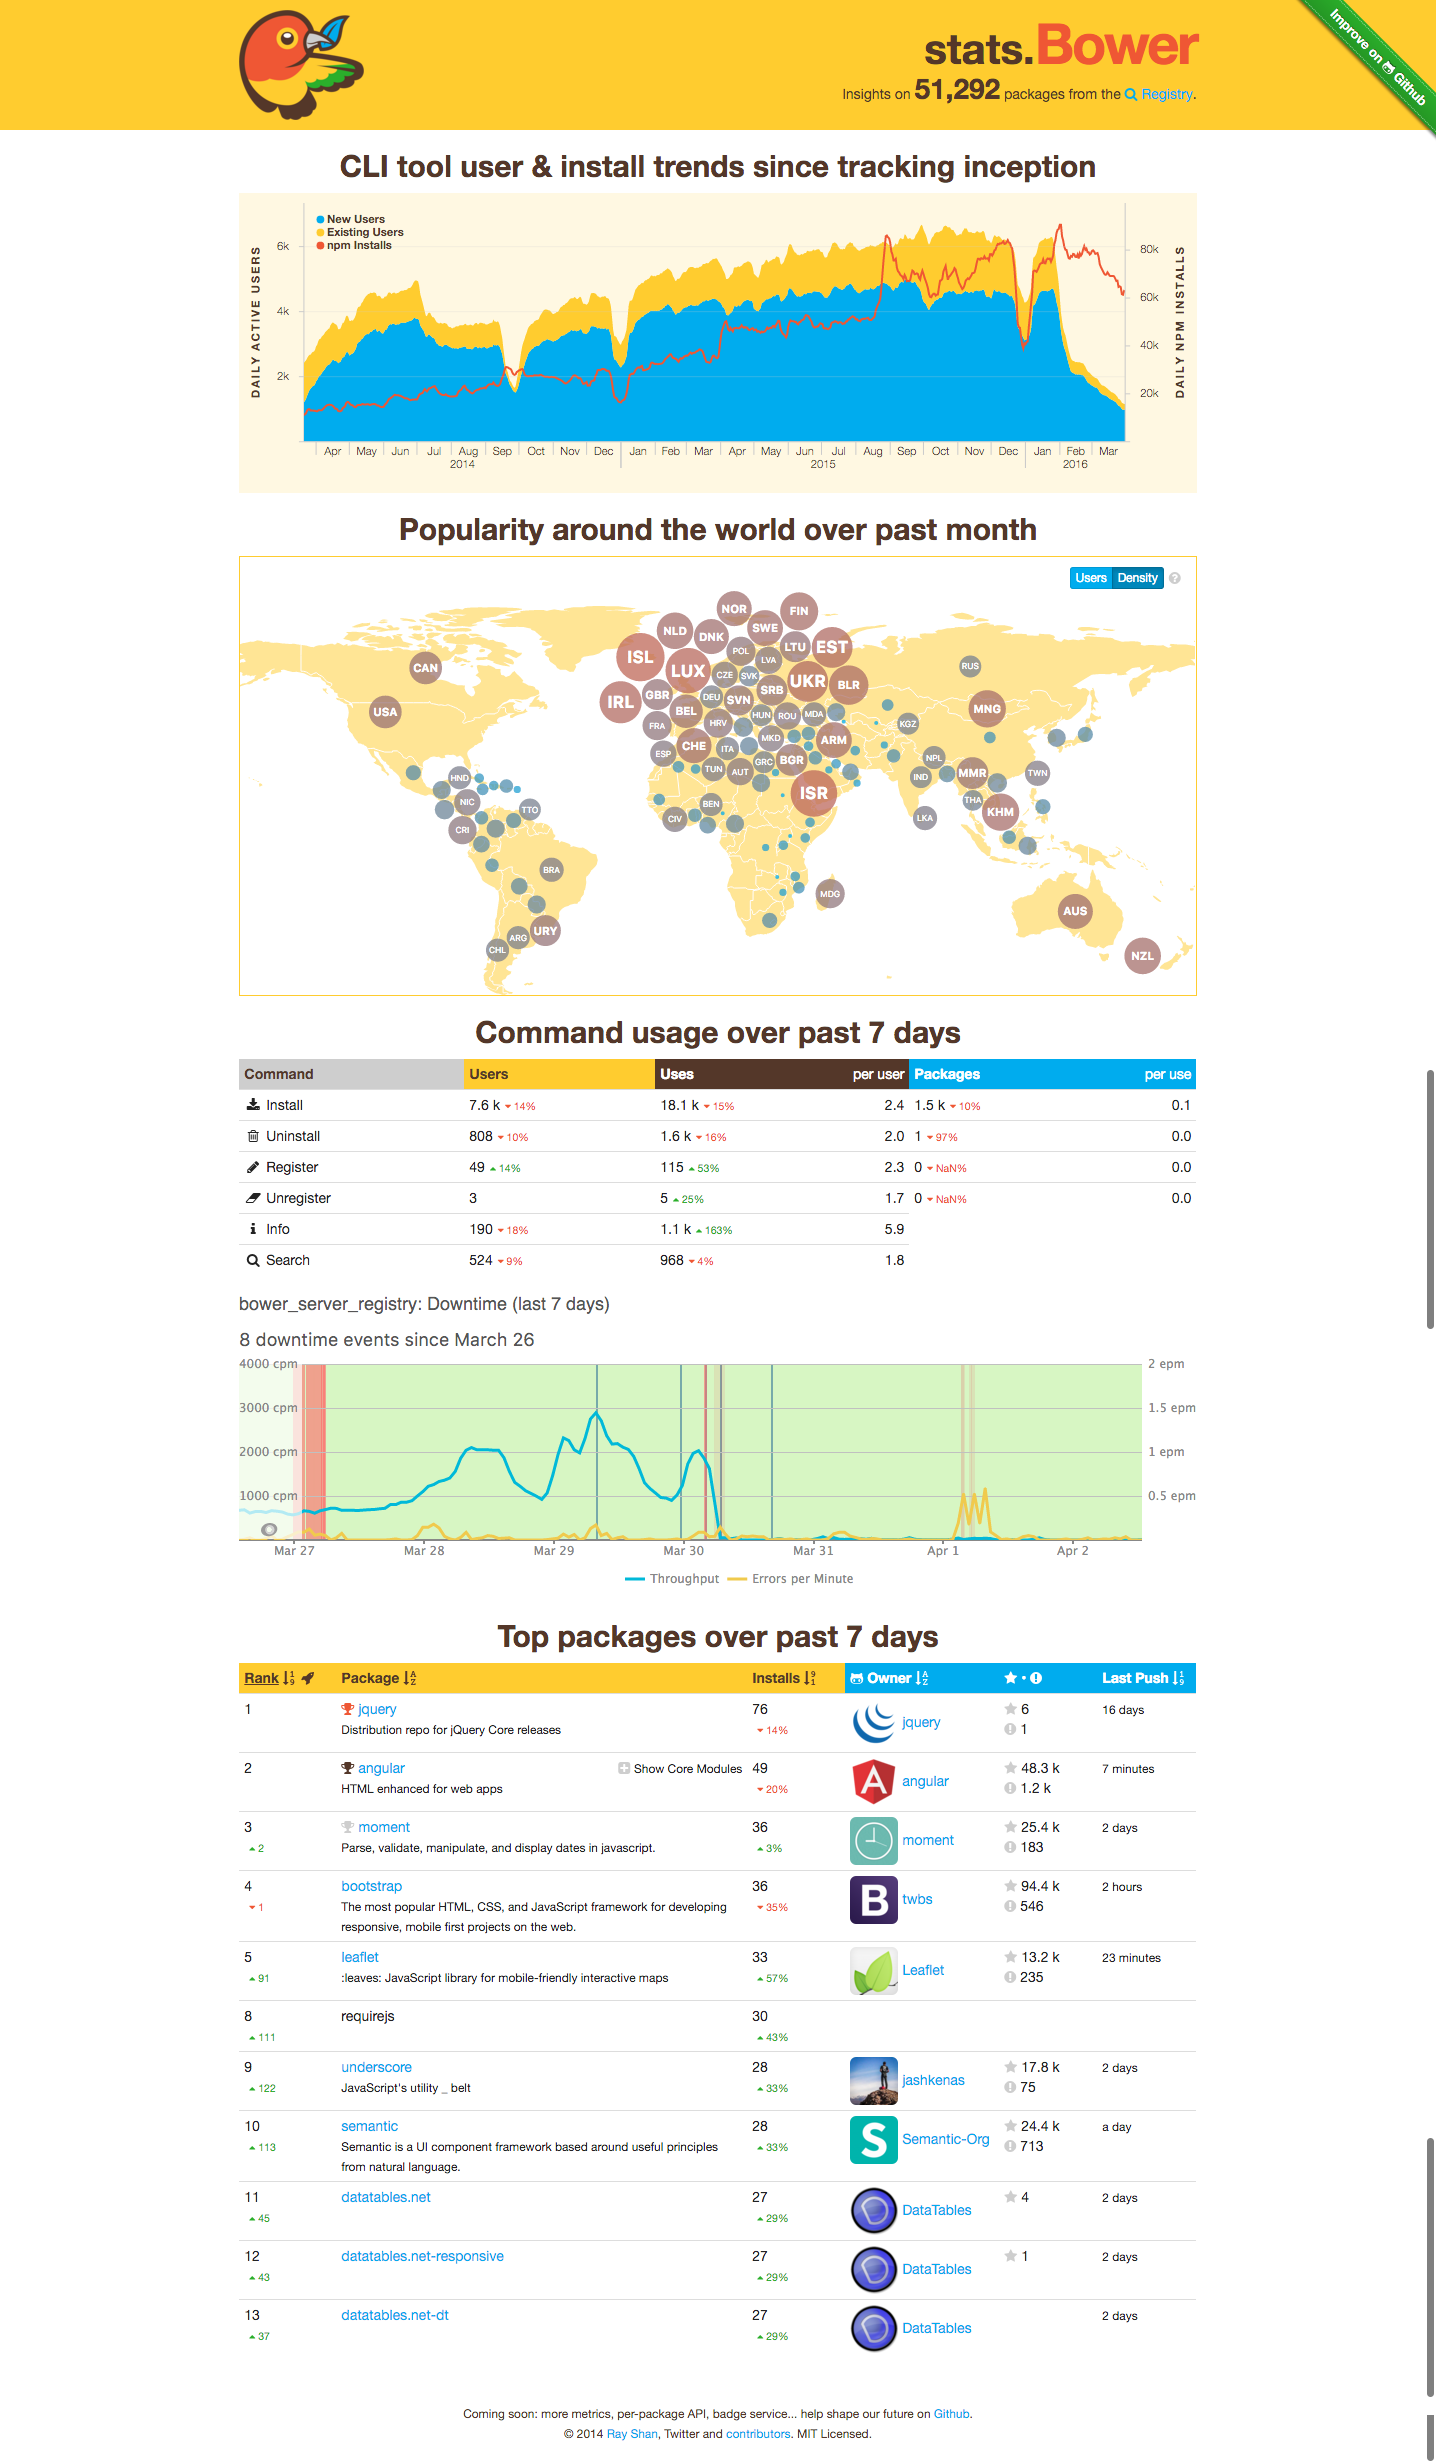 stats.Bower
Insights on 51,292 packages from the Registry.
Improve on Github
CLI tool user & install trends since tracking inception
New Users
Existing Users
npm Installs
DAILY ACTIVE USERS
6k
4k
2k
80k
60k
40k
20k
DAILY NPM INSTALLS
Apr May Jun Jul Aug Sep Oct Nov Dec Jan Feb Mar Apr May Jun Jul Aug Sep Oct Nov Dec Jan Feb Mar
2014 2015 2016
Popularity around the world over past month
Users Density ?
NOR FIN
NLD DNK SWE
ISL POL LVA LTU EST
CAN LUX CZE SVK UKR BLR RUS
IRL GBR DEU SVN SRB
USA BEL HUN ROU MDA MNG
FRA HRV KGZ
ESP CHE ITA MKD ARM
TUN AUT GRC BGR NPL
HND IND MMR TWN
NIC TTO BEN ISR THA
CRI CIV LKA KHM
BRA MDG
AUS
CHL ARG URY
NZL
Command usage over past 7 days
Command Users Uses per user Packages per use
Install 7.6 k 14% 18.1 k 15% 2.4 1.5 k 10% 0.1
Uninstall 808 10% 1.6 k 16% 2.0 1 97% 0.0
Register 49 14% 115 53% 2.3 0 NaN% 0.0
Unregister 3 5 25% 1.7 0 NaN% 0.0
Info 190 18% 1.1 k 163% 5.9
Search 524 9% 968 4% 1.8
bower_server_registry: Downtime (last 7 days)
8 downtime events since March 26
4000 cpm 2 epm
3000 cpm 1.5 epm
2000 cpm 1 epm
1000 cpm 0.5 epm
Mar 27 Mar 28 Mar 29 Mar 30 Mar 31 Apr 1 Apr 2
Throughput Errors per Minute
Top packages over past 7 days
Rank Package Installs Owner Last Push
1 jquery 76 jquery 6 16 days
Distribution repo for jQuery Core releases 14% 1
2 angular Show Core Modules 49 angular 48.3 k 7 minutes
HTML enhanced for web apps 20% 1.2 k
3 moment 36 moment 25.4 k 2 days
2 Parse, validate, manipulate, and display dates in javascript. 3% 183
4 bootstrap 36 twbs 94.4 k 2 hours
1 The most popular HTML, CSS, and JavaScript framework for developing 35% 546
responsive, mobile first projects on the web.
5 leaflet 33 Leaflet 13.2 k 23 minutes
91 :leaves: JavaScript library for mobile-friendly interactive maps 57% 235
8 requirejs 30
111 43%
9 underscore 28 jashkenas 17.8 k 2 days
122 JavaScript's utility _ belt 33% 75
10 semantic 28 Semantic-Org 24.4 k a day
113 Semantic is a UI component framework based around useful principles 33% 713
from natural language.
11 datatables.net 27 DataTables 4 2 days
45 29%
12 datatables.net-responsive 27 DataTables 1 2 days
43 29%
13 datatables.net-dt 27 DataTables 2 days
37 29%
Coming soon: more metrics, per-package API, badge service... help shape our future on Github.
© 2014 Ray Shan, Twitter and contributors. MIT Licensed.